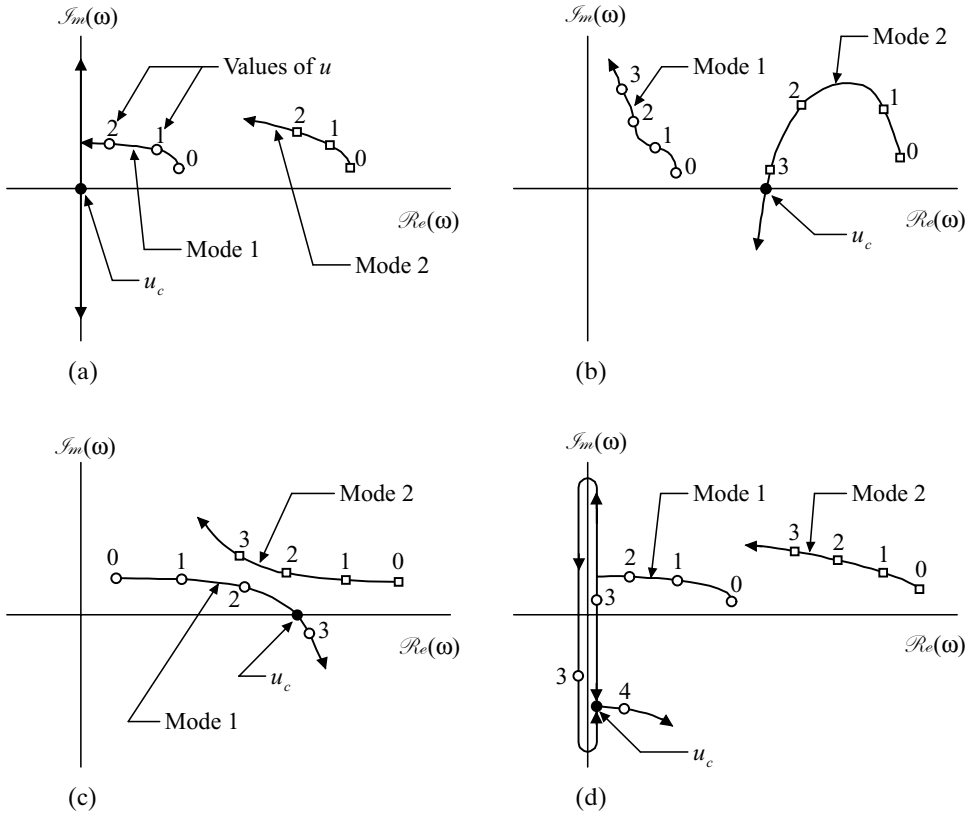 ℐm(ω)
Values of u
2
1
0
2
1
0
ℛe(ω)
Mode 1
Mode 2
u_c
(a)
ℐm(ω)
Mode 2
Mode 1
3
2
1
0
2
1
0
3
ℛe(ω)
u_c
(b)
ℐm(ω)
Mode 2
0
1
2
3
3
2
1
0
ℛe(ω)
u_c
Mode 1
(c)
ℐm(ω)
Mode 1
Mode 2
2
1
0
3
3
2
1
0
3
4
ℛe(ω)
u_c
(d)